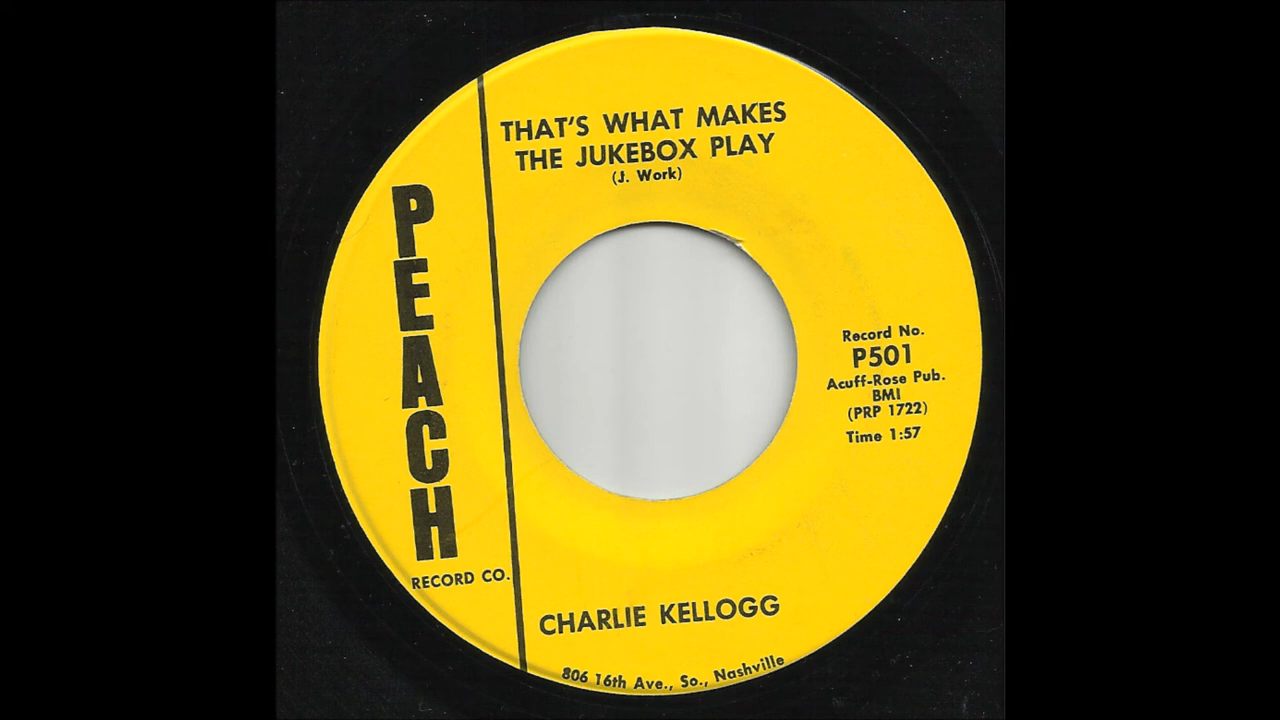 THAT'S WHAT MAKES
THE JUKEBOX PLAY
(J. Work)
PEACH
RECORD CO.
Record No.
P501
Acuff-Rose Pub.
BMI
(PRP 1722)
Time 1:57
CHARLIE KELLOGG
806 16th Ave., So., Nashville